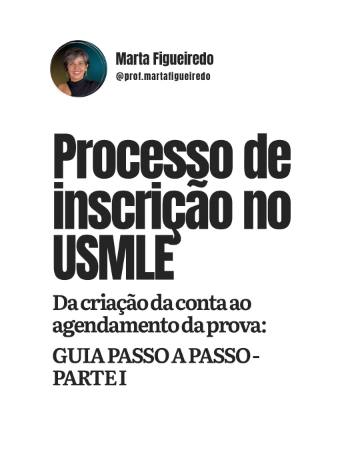 Marta Figueiredo
@prof.martafigueiredo
Processo de
inscrição no
USMLE
Da criação da conta ao
agendamento da prova:
GUIA PASSO A PASSO -
PARTE I